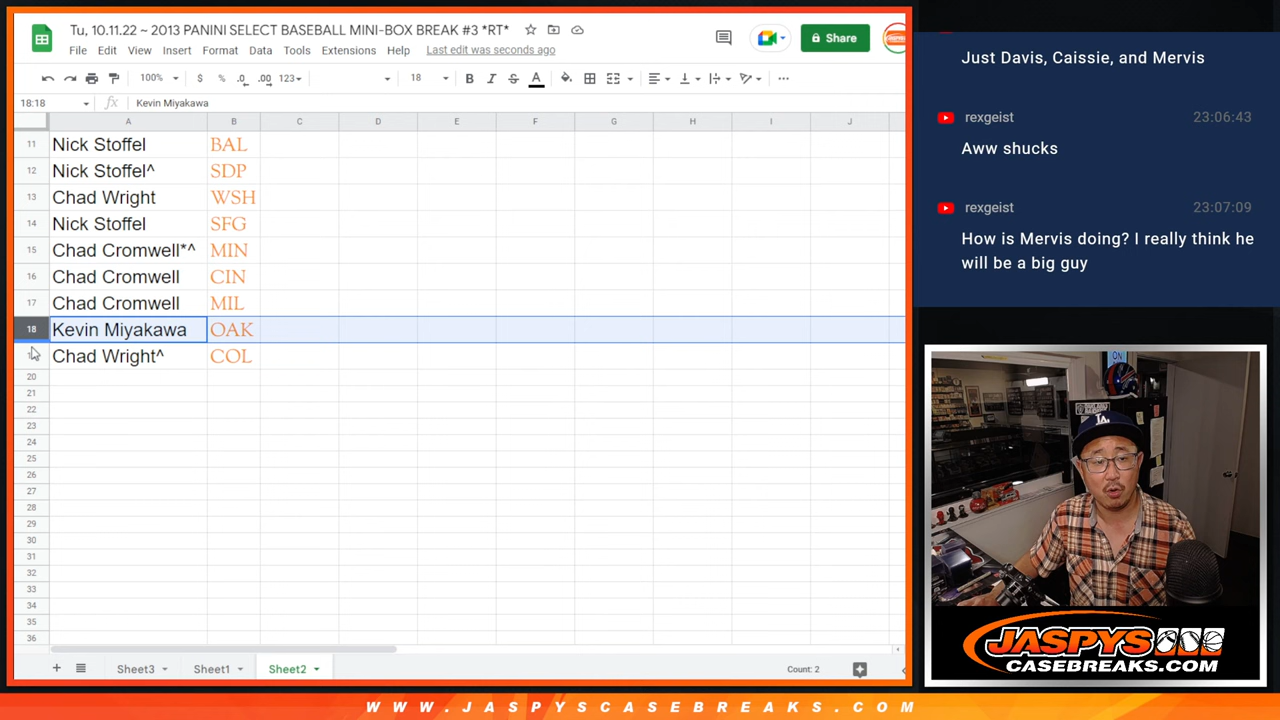 Tu, 10.11.22 ~ 2013 PANINI SELECT BASEBALL MINI-BOX BREAK #3 *RT*
File Edit View Insert Format Data Tools Extensions Help Last edit was seconds ago
Share
100% $ % .0 .00 123 18 B I S A
18:18 fx Kevin Miyakawa
A B C D E F G H I J
11 Nick Stoffel BAL
12 Nick Stoffel^ SDP
13 Chad Wright WSH
14 Nick Stoffel SFG
15 Chad Cromwell*^ MIN
16 Chad Cromwell CIN
17 Chad Cromwell MIL
18 Kevin Miyakawa OAK
Chad Wright^ COL
20
21
22
23
24
25
26
27
28
29
30
31
32
33
34
35
36
Sheet3 Sheet1 Sheet2 Count: 2
Just Davis, Caissie, and Mervis
rexgeist 23:06:43
Aww shucks
rexgeist 23:07:09
How is Mervis doing? I really think he
will be a big guy
ON
LA
JASPYS
CASEBREAKS.COM
WWW.JASPYSCASEBREAKS.COM